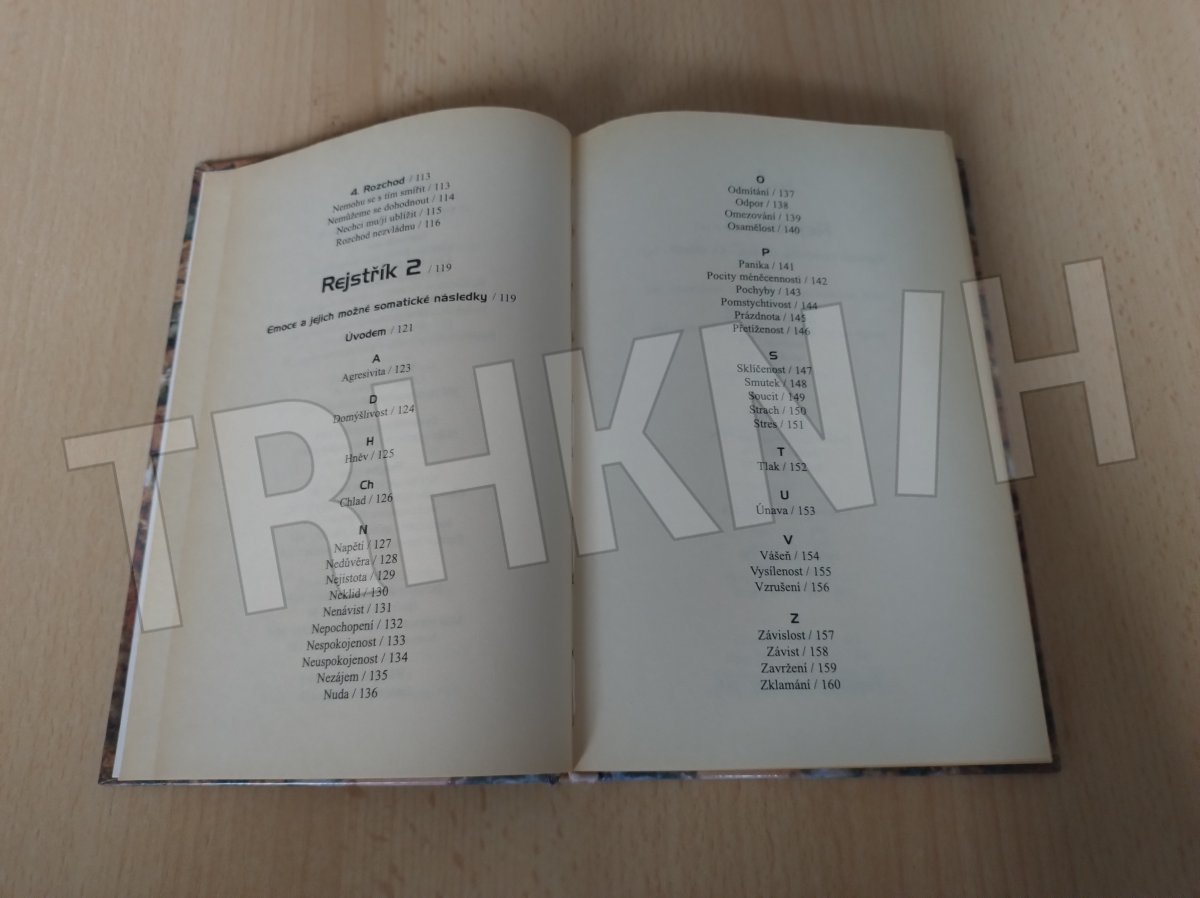 4. Rozchod / 113
Nemohu se s tím smířit / 113
Nemůžeme se dohodnout / 114
Nechci mu/jí ublížit / 115
Rozchod nezvládnu / 116
Rejstřík 2 / 119
Emoce a jejich možné somatické následky / 119
Úvodem / 121
A
Agresivita / 123
D
Domýšlivost / 124
H
Hněv / 125
Ch
Chlad / 126
N
Napětí / 127
Nedůvěra / 128
Nejistota / 129
Neklid / 130
Nenávist / 131
Nepochopení / 132
Nespokojenost / 133
Neuspokojenost / 134
Nezájem / 135
Nuda / 136
O
Odmítání / 137
Odpor / 138
Omezování / 139
Osamělost / 140
P
Panika / 141
Pocity méněcennosti / 142
Pochyby / 143
Pomstychtivost / 144
Prázdnota / 145
Přetíženost / 146
S
Sklíčenost / 147
Smutek / 148
Soucit / 149
Strach / 150
Stres / 151
T
Tlak / 152
U
Únava / 153
V
Vášeň / 154
Vysílenost / 155
Vzrušení / 156
Z
Závislost / 157
Závist / 158
Zavržení / 159
Zklamání / 160
TRHKNIH